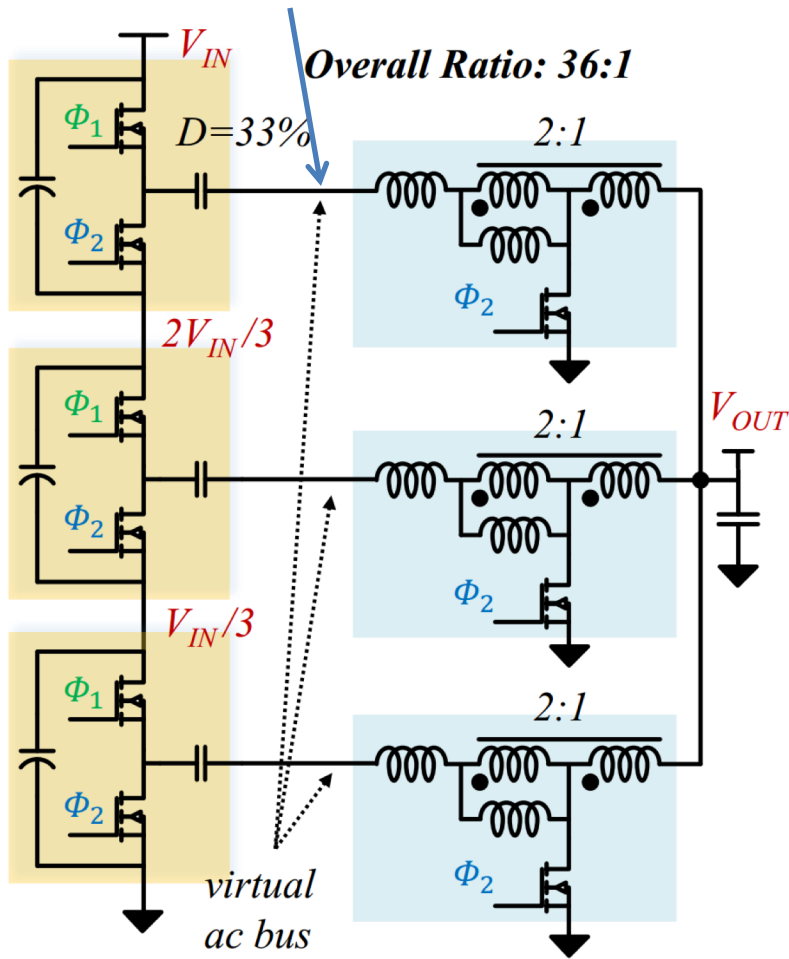 V_IN
Overall Ratio: 36:1
Φ1
D=33%
2:1
Φ2
Φ2
2V_IN/3
Φ1
2:1
V_OUT
Φ2
Φ2
V_IN/3
Φ1
2:1
Φ2
Φ2
virtual
ac bus